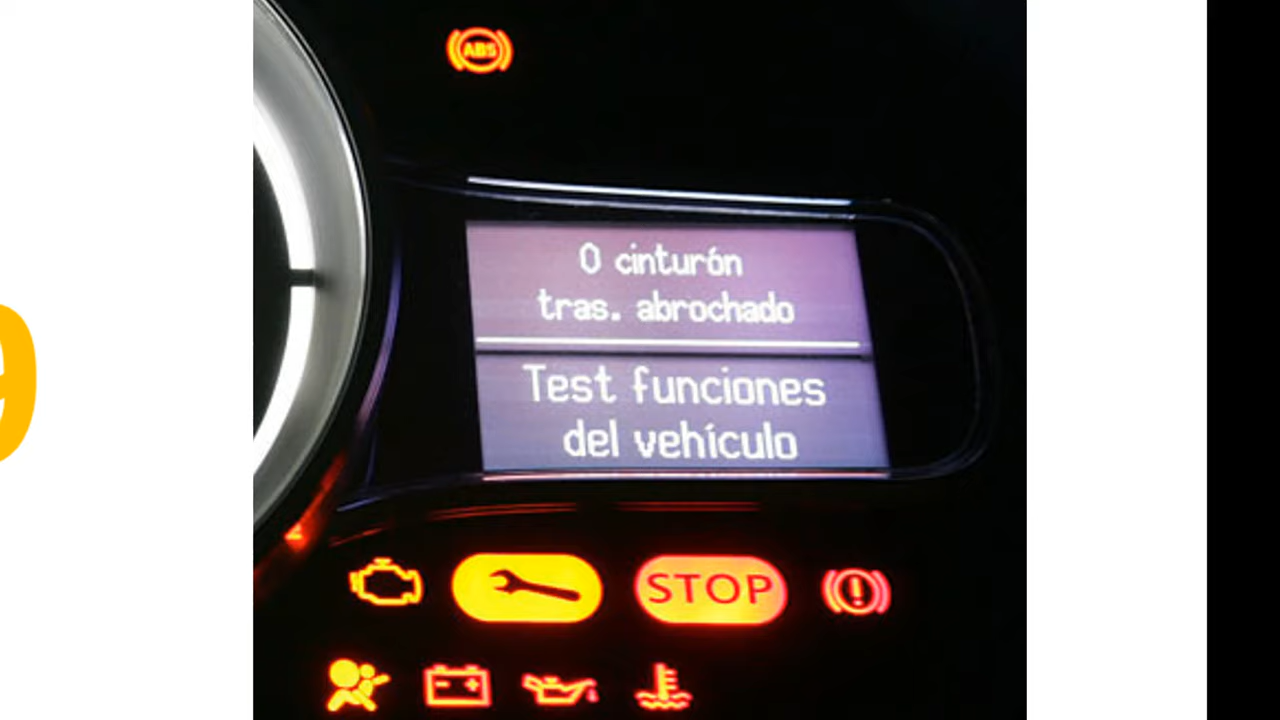 ABS
0 cinturón
tras. abrochado
Test funciones
del vehículo
STOP